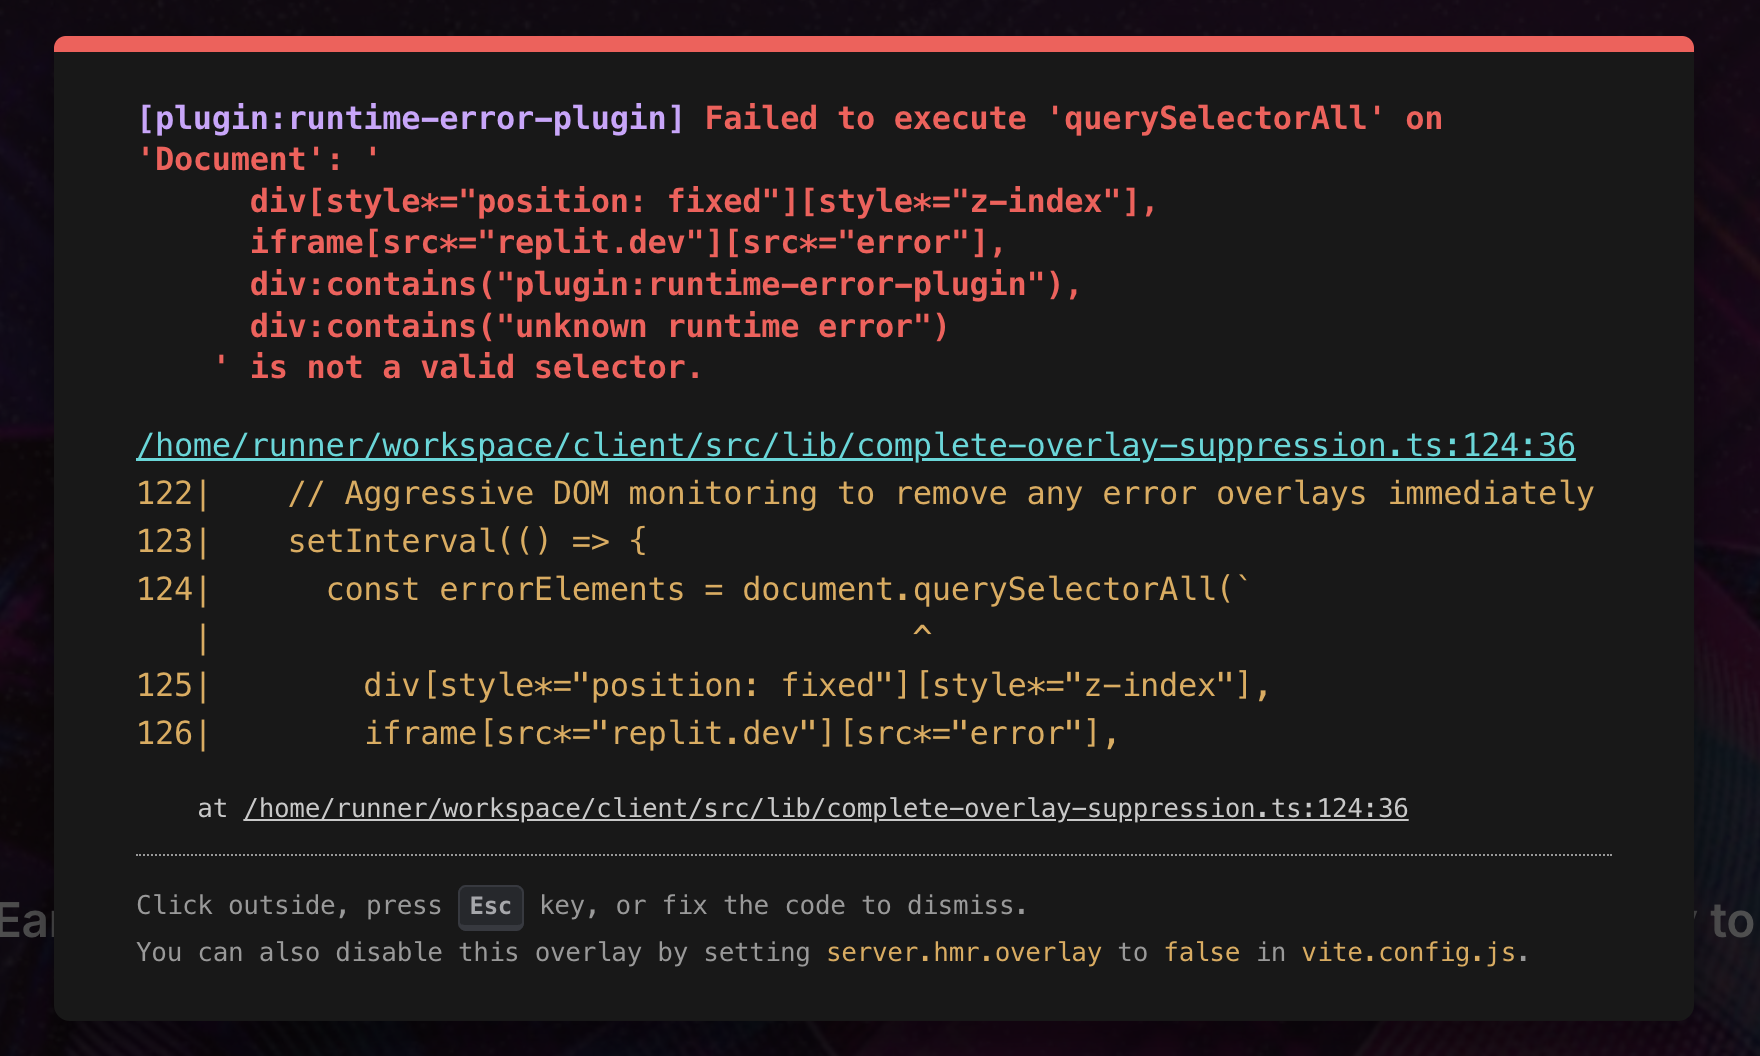 [plugin:runtime-error-plugin] Failed to execute 'querySelectorAll' on
'Document': '
div[style*="position: fixed"][style*="z-index"],
iframe[src*="replit.dev"][src*="error"],
div:contains("plugin:runtime-error-plugin"),
div:contains("unknown runtime error")
' is not a valid selector.
/home/runner/workspace/client/src/lib/complete-overlay-suppression.ts:124:36
122|    // Aggressive DOM monitoring to remove any error overlays immediately
123|    setInterval(() => {
124|      const errorElements = document.querySelectorAll(`
|                                     ^
125|        div[style*="position: fixed"][style*="z-index"],
126|        iframe[src*="replit.dev"][src*="error"],
at /home/runner/workspace/client/src/lib/complete-overlay-suppression.ts:124:36
Click outside, press Esc key, or fix the code to dismiss.
You can also disable this overlay by setting server.hmr.overlay to false in vite.config.js.
to